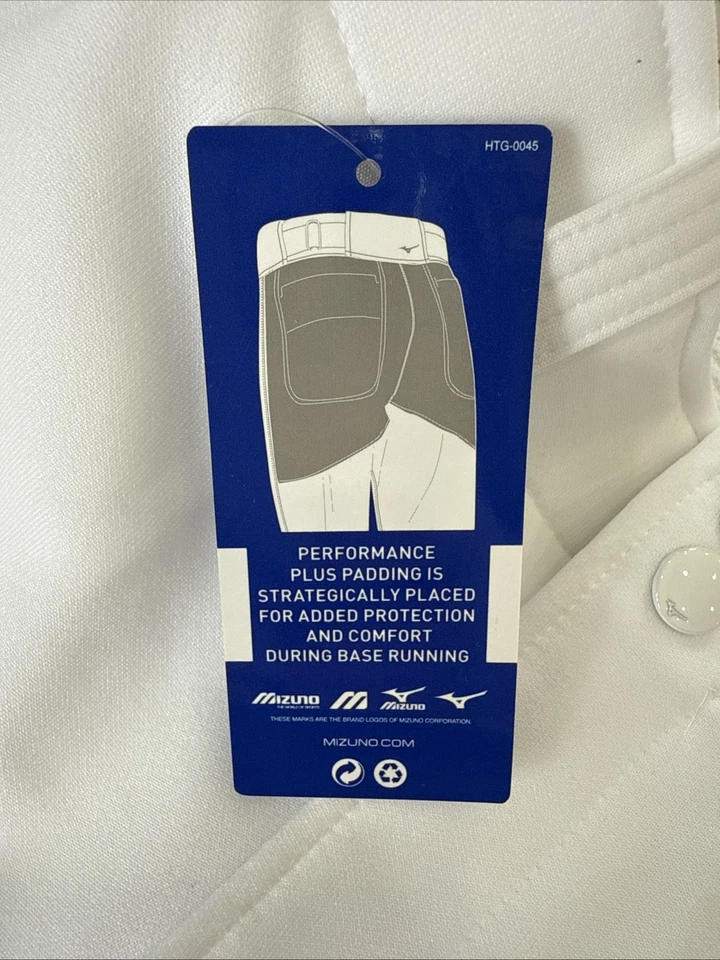 HTG-0045
PERFORMANCE
PLUS PADDING IS
STRATEGICALLY PLACED
FOR ADDED PROTECTION
AND COMFORT
DURING BASE RUNNING
MIZUNO MIZUNO
THE WORLD OF SPORTS
THESE MARKS ARE THE BRAND LOGOS OF MIZUNO CORPORATION.
MIZUNO.COM